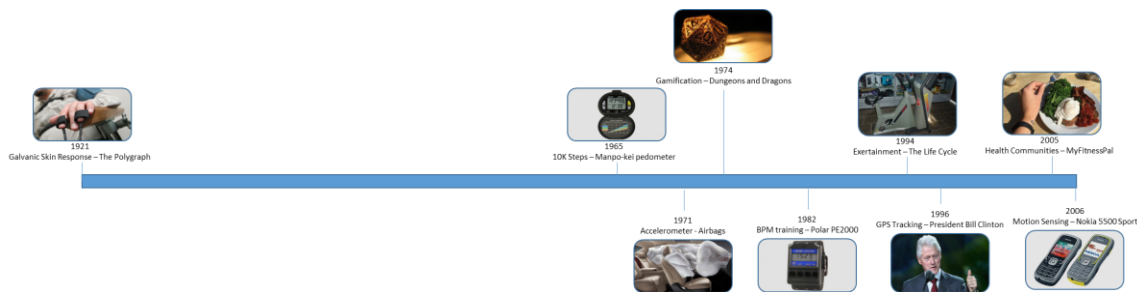 1974
Gamification – Dungeons and Dragons
1921
Galvanic Skin Response – The Polygraph
1965
10K Steps – Manpo-kei pedometer
1994
Exertainment – The Life Cycle
2005
Health Communities – MyFitnessPal
1971
Accelerometer - Airbags
1982
BPM training – Polar PE2000
1996
GPS Tracking – President Bill Clinton
2006
Motion Sensing – Nokia 5500 Sport